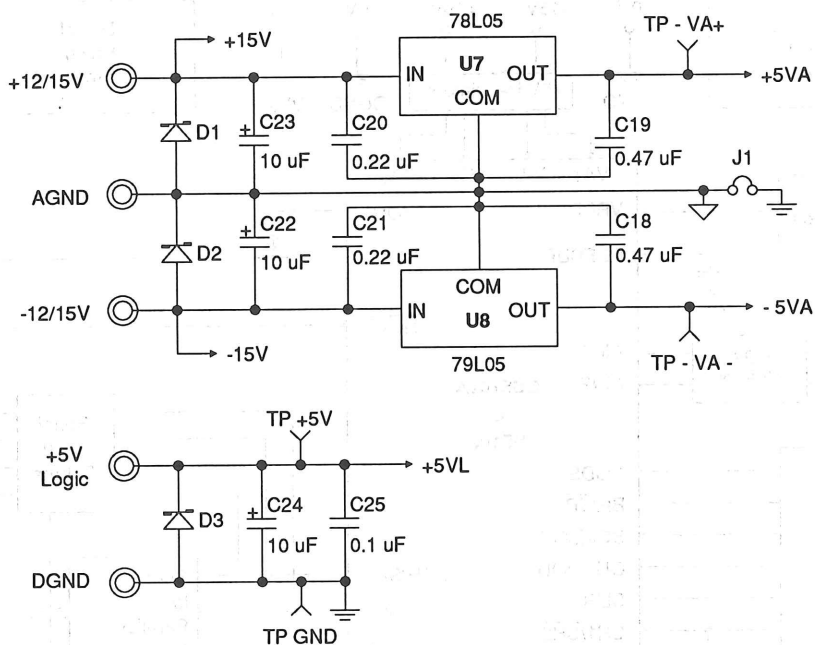 78L05
TP - VA+
+15V
+12/15V
IN
U7
OUT
+5VA
COM
D1
C23
10 uF
C20
0.22 uF
C19
0.47 uF
J1
AGND
D2
C22
10 uF
C21
0.22 uF
C18
0.47 uF
COM
-12/15V
IN
U8
OUT
- 5VA
-15V
79L05
TP - VA -
TP +5V
+5V
Logic
+5VL
D3
C24
10 uF
C25
0.1 uF
DGND
TP GND